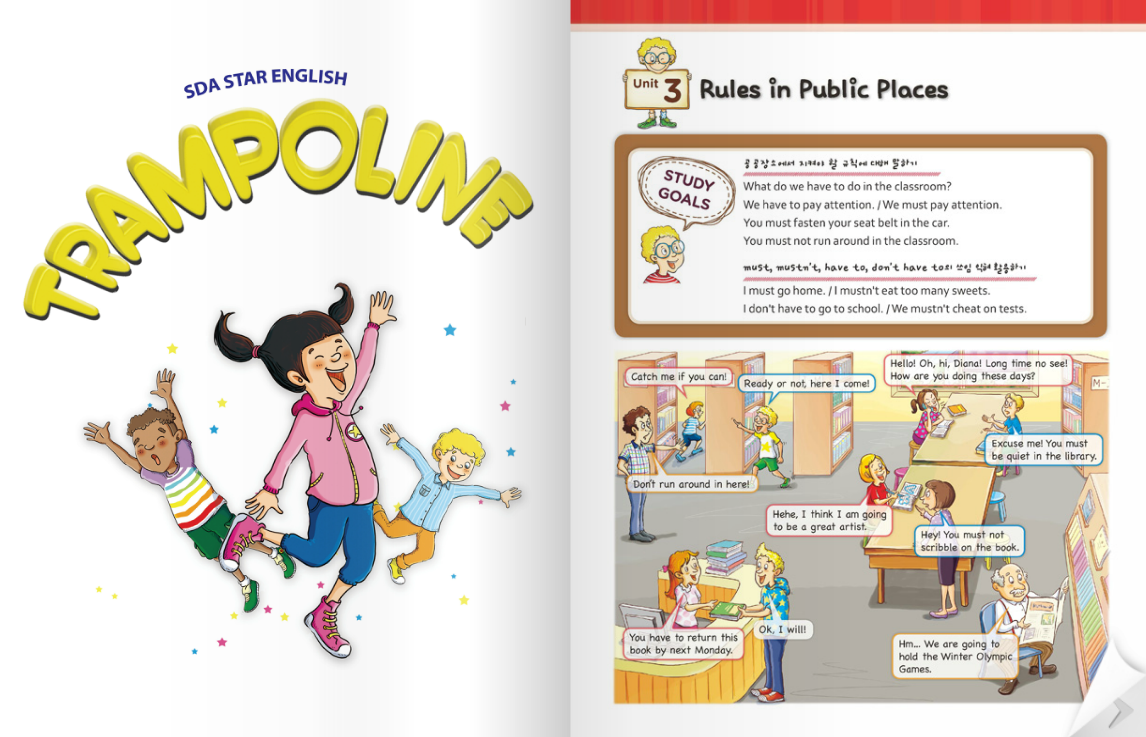 SDA STAR ENGLISH
TRAMPOLINE
Unit 3
Rules in Public Places
STUDY
GOALS
공공장소에서 지켜야 할 규칙에 대해 말하기
What do we have to do in the classroom?
We have to pay attention. / We must pay attention.
You must fasten your seat belt in the car.
You must not run around in the classroom.
must, mustn't, have to, don't have to의 쓰임 익혀 활용하기
I must go home. / I mustn't eat too many sweets.
I don't have to go to school. / We mustn't cheat on tests.
Catch me if you can!
Ready or not, here I come!
Hello! Oh, hi, Diana! Long time no see!
How are you doing these days?
M-
Excuse me! You must
be quiet in the library.
Don't run around in here!
Hehe, I think I am going
to be a great artist.
Hey! You must not
scribble on the book.
You have to return this
book by next Monday.
Ok, I will!
Hm... We are going to
hold the Winter Olympic
Games.